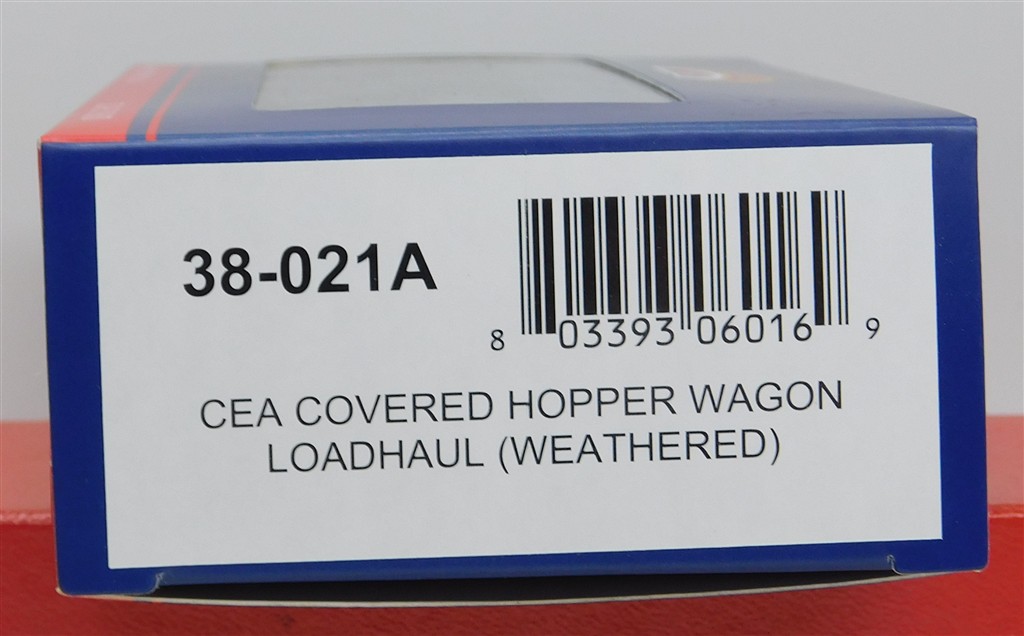 38-021A
8 03393 06016 9
CEA COVERED HOPPER WAGON
LOADHAUL (WEATHERED)